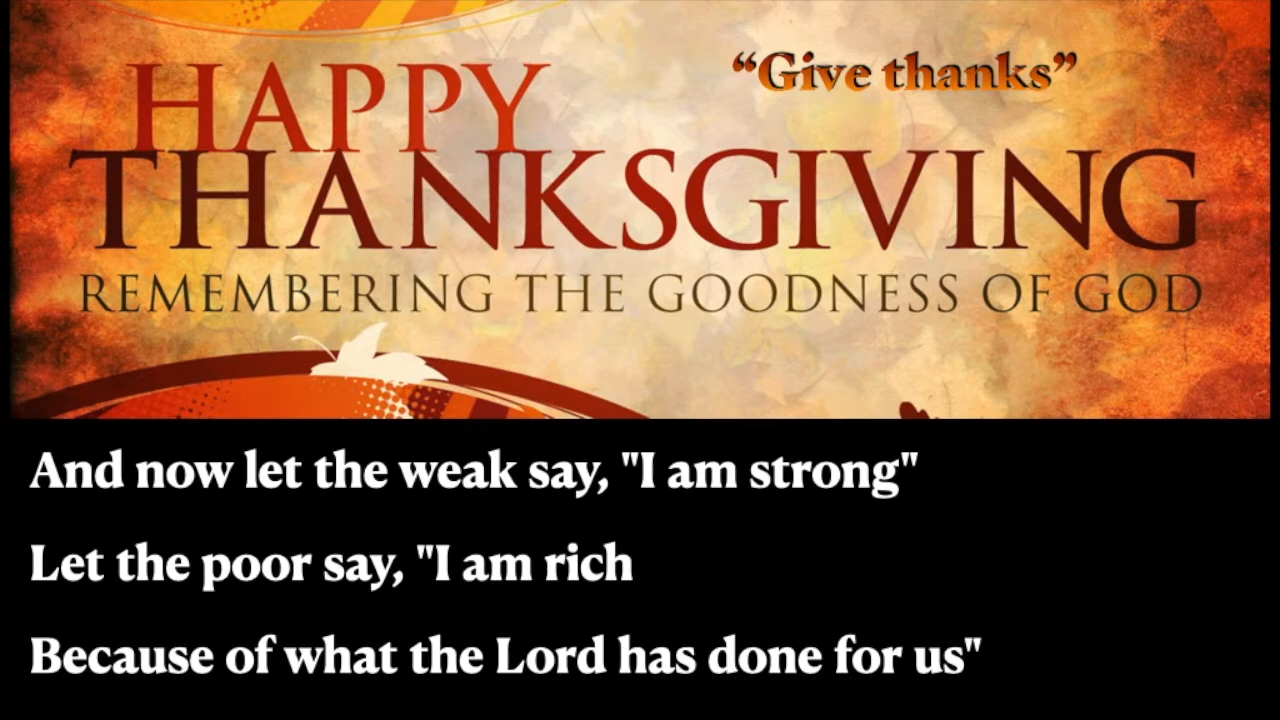 “Give thanks”
HAPPY
THANKSGIVING
REMEMBERING THE GOODNESS OF GOD
And now let the weak say, "I am strong"
Let the poor say, "I am rich
Because of what the Lord has done for us"